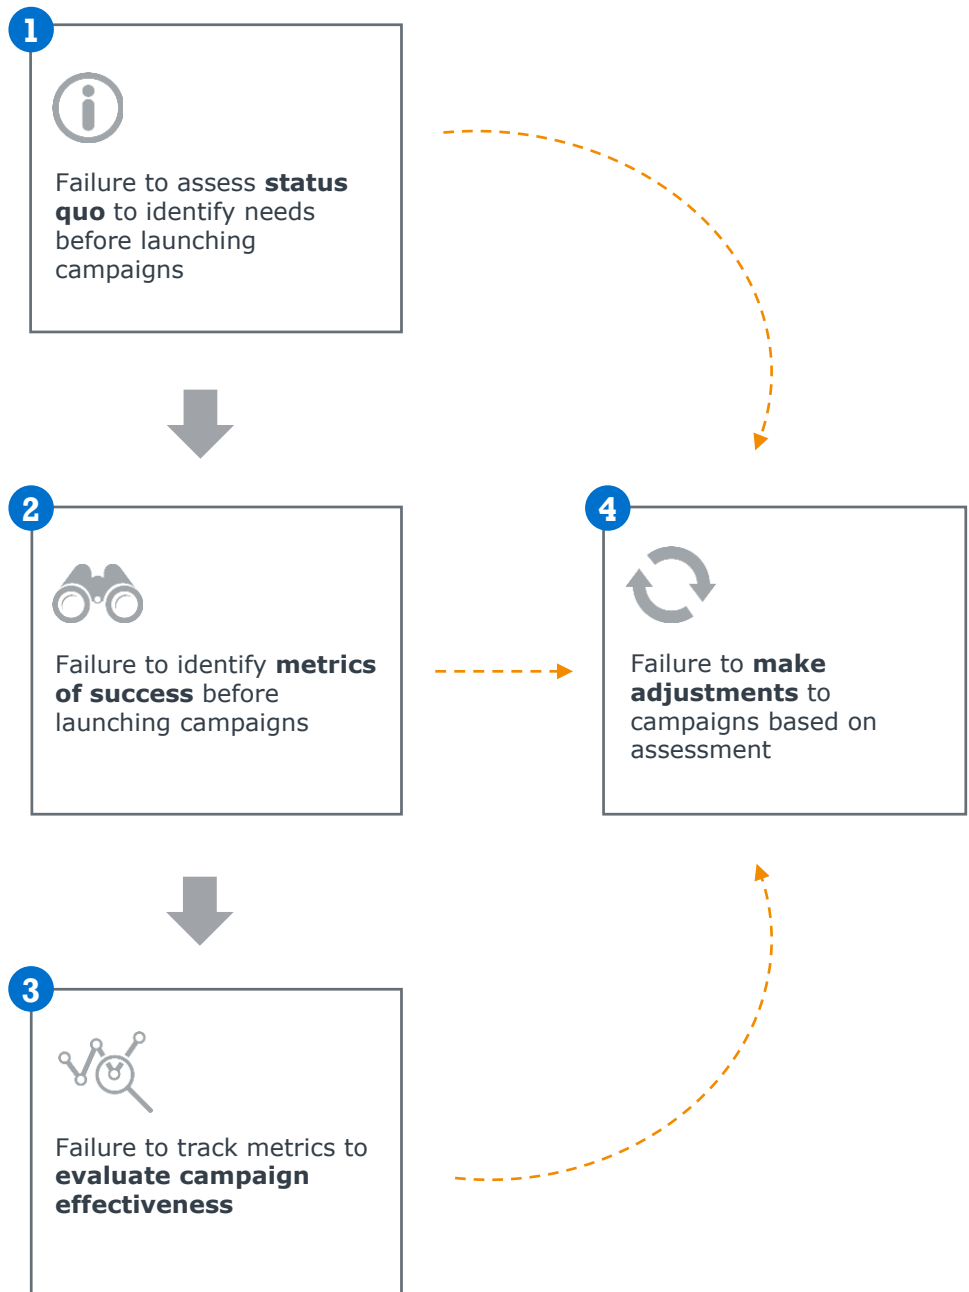 1
Failure to assess status
quo to identify needs
before launching
campaigns
2
Failure to identify metrics
of success before
launching campaigns
4
Failure to make
adjustments to
campaigns based on
assessment
3
Failure to track metrics to
evaluate campaign
effectiveness